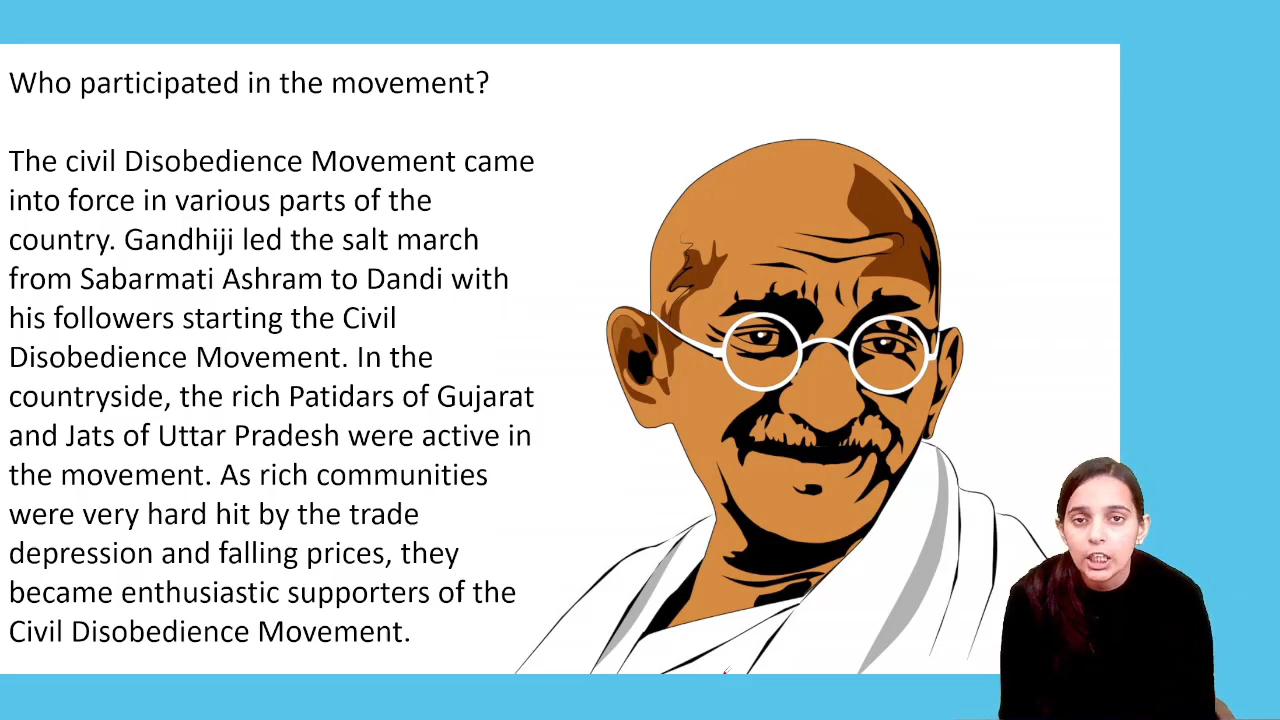 Who participated in the movement?
The civil Disobedience Movement came
into force in various parts of the
country. Gandhiji led the salt march
from Sabarmati Ashram to Dandi with
his followers starting the Civil
Disobedience Movement. In the
countryside, the rich Patidars of Gujarat
and Jats of Uttar Pradesh were active in
the movement. As rich communities
were very hard hit by the trade
depression and falling prices, they
became enthusiastic supporters of the
Civil Disobedience Movement.